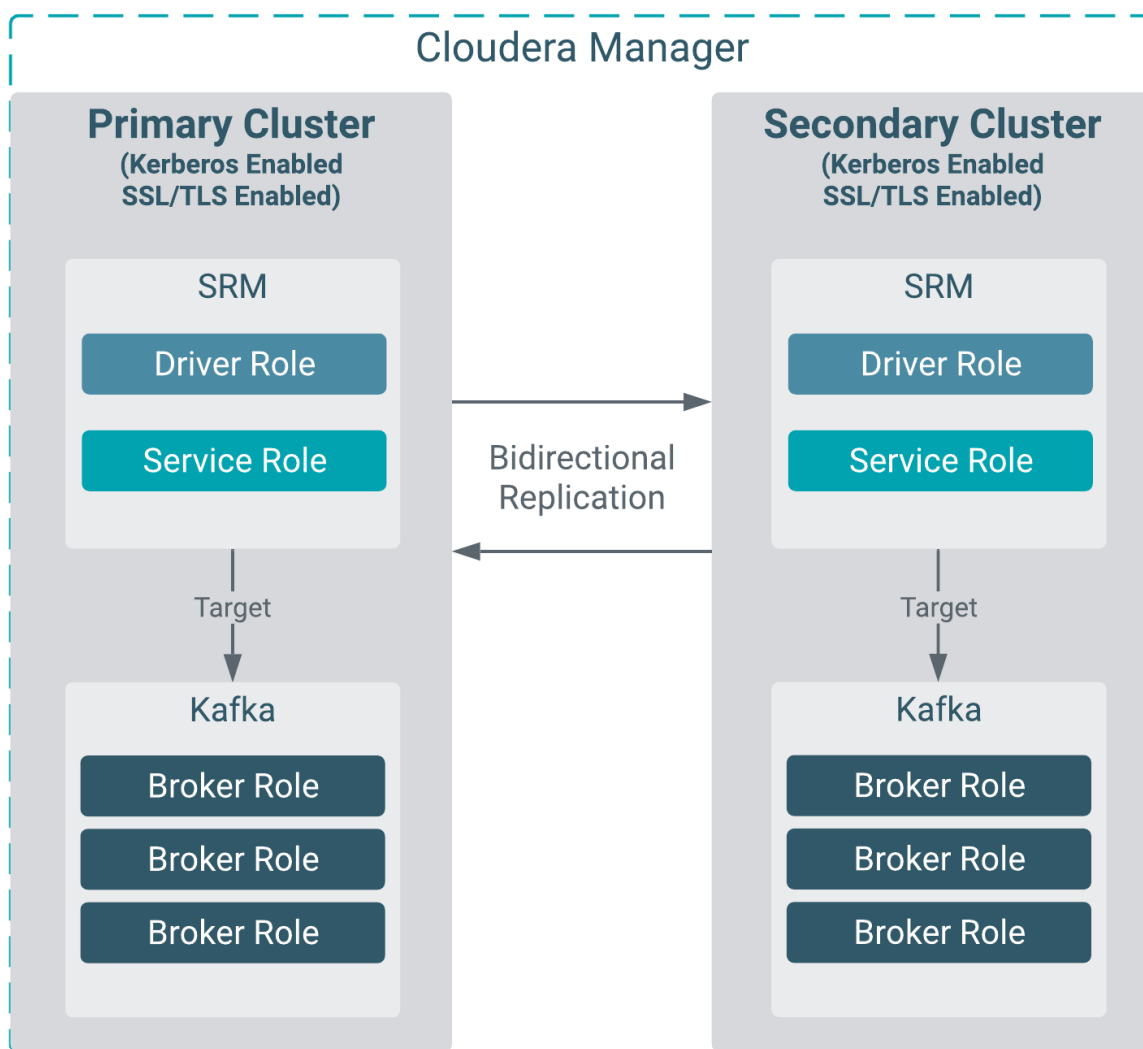 Cloudera Manager
Primary Cluster
(Kerberos Enabled
SSL/TLS Enabled)
SRM
Driver Role
Service Role
Target
Kafka
Broker Role
Broker Role
Broker Role
Bidirectional
Replication
Secondary Cluster
(Kerberos Enabled
SSL/TLS Enabled)
SRM
Driver Role
Service Role
Target
Kafka
Broker Role
Broker Role
Broker Role